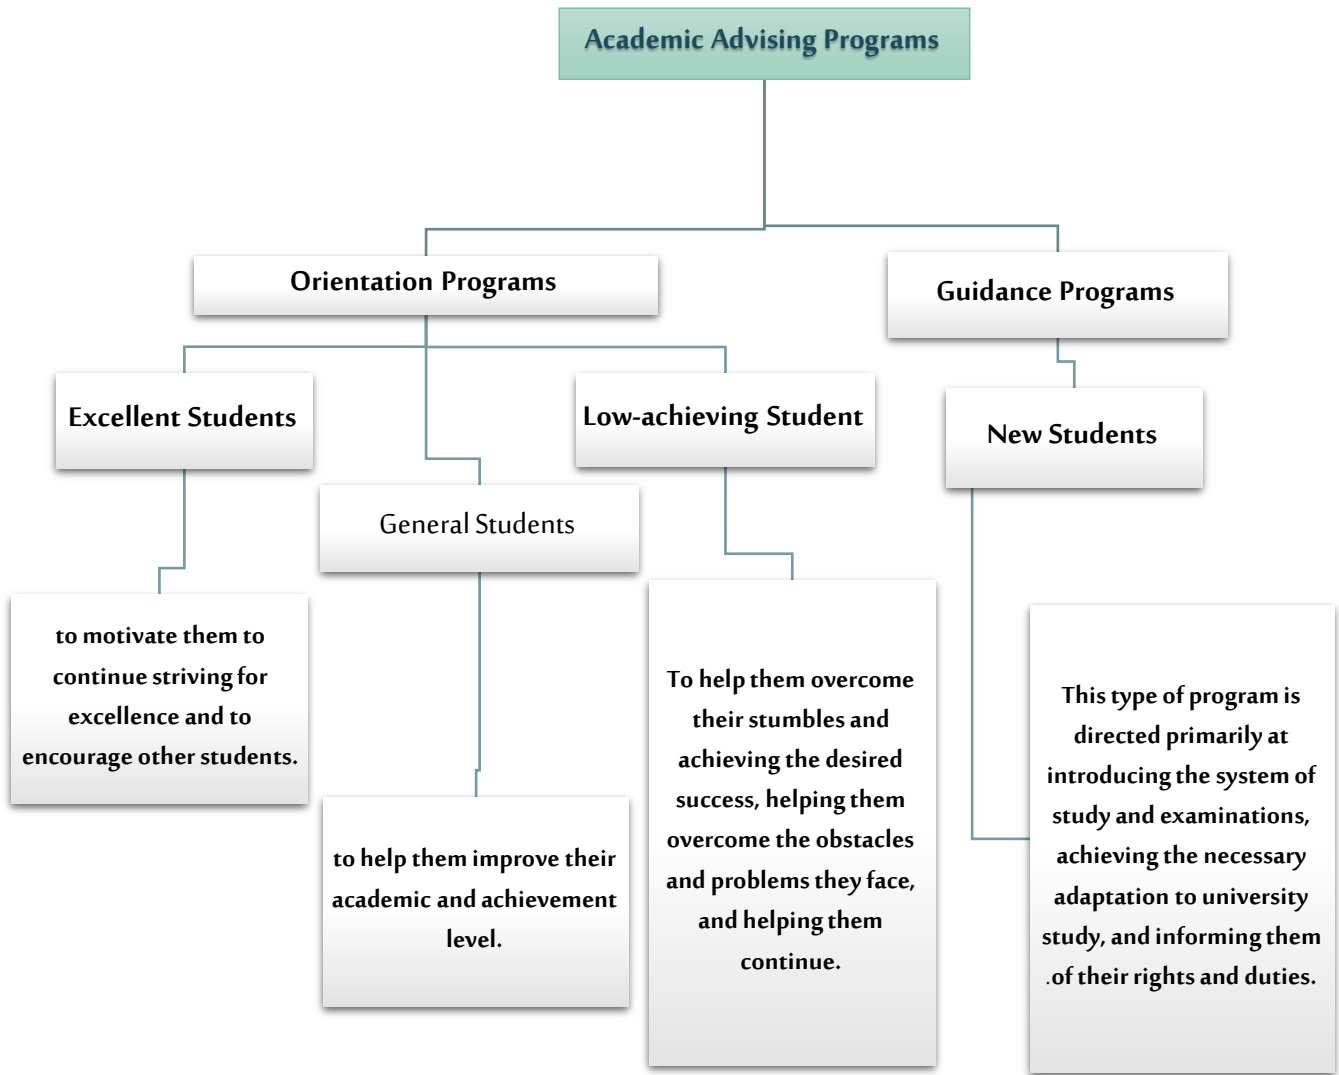 Academic Advising Programs
Orientation Programs
Guidance Programs
Excellent Students
Low-achieving Student
New Students
General Students
to motivate them to
continue striving for
excellence and to
encourage other students.
to help them improve their
academic and achievement
level.
To help them overcome
their stumbles and
achieving the desired
success, helping them
overcome the obstacles
and problems they face,
and helping them
continue.
This type of program is
directed primarily at
introducing the system of
study and examinations,
achieving the necessary
adaptation to university
study, and informing them
.of their rights and duties.